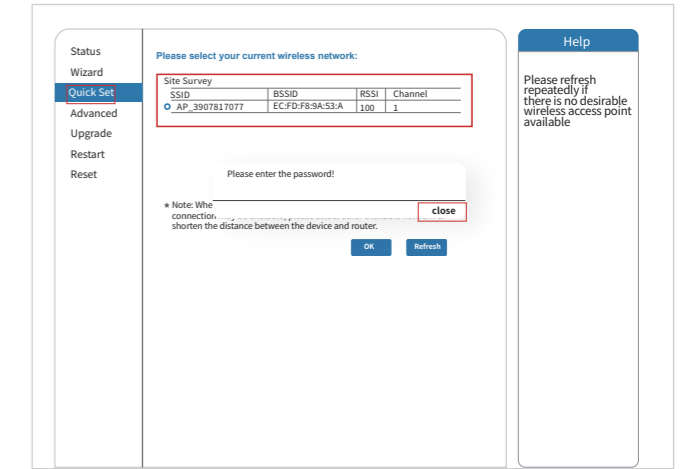 Status
Wizard
Quick Set
Advanced
Upgrade
Restart
Reset
Please select your current wireless network:
Site Survey
SSID BSSID RSSI Channel
AP_3907817077 EC:FD:F8:9A:53:A 100 1
Please enter the password!
close
* Note: Whe
connection
shorten the distance between the device and router.
OK Refresh
Help
Please refresh
repeatedly if
there is no desirable
wireless access point
available